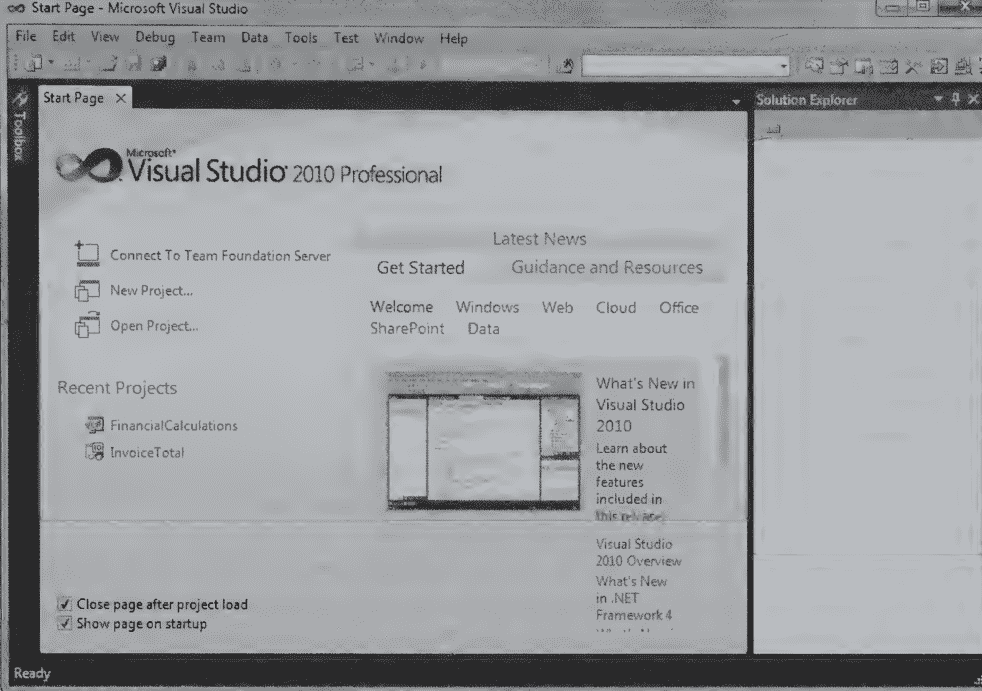 Start Page - Microsoft Visual Studio
File Edit View Debug Team Data Tools Test Window Help
Toolbox
Start Page
Solution Explorer
Microsoft®
Visual Studio® 2010 Professional
Connect To Team Foundation Server
New Project...
Open Project...
Recent Projects
FinancialCalculations
InvoiceTotal
Latest News
Get Started Guidance and Resources
Welcome Windows Web Cloud Office
SharePoint Data
What's New in
Visual Studio
2010
Learn about
the new
features
included in
this release
Visual Studio
2010 Overview
What's New
in .NET
Framework 4
Close page after project load
Show page on startup
Ready